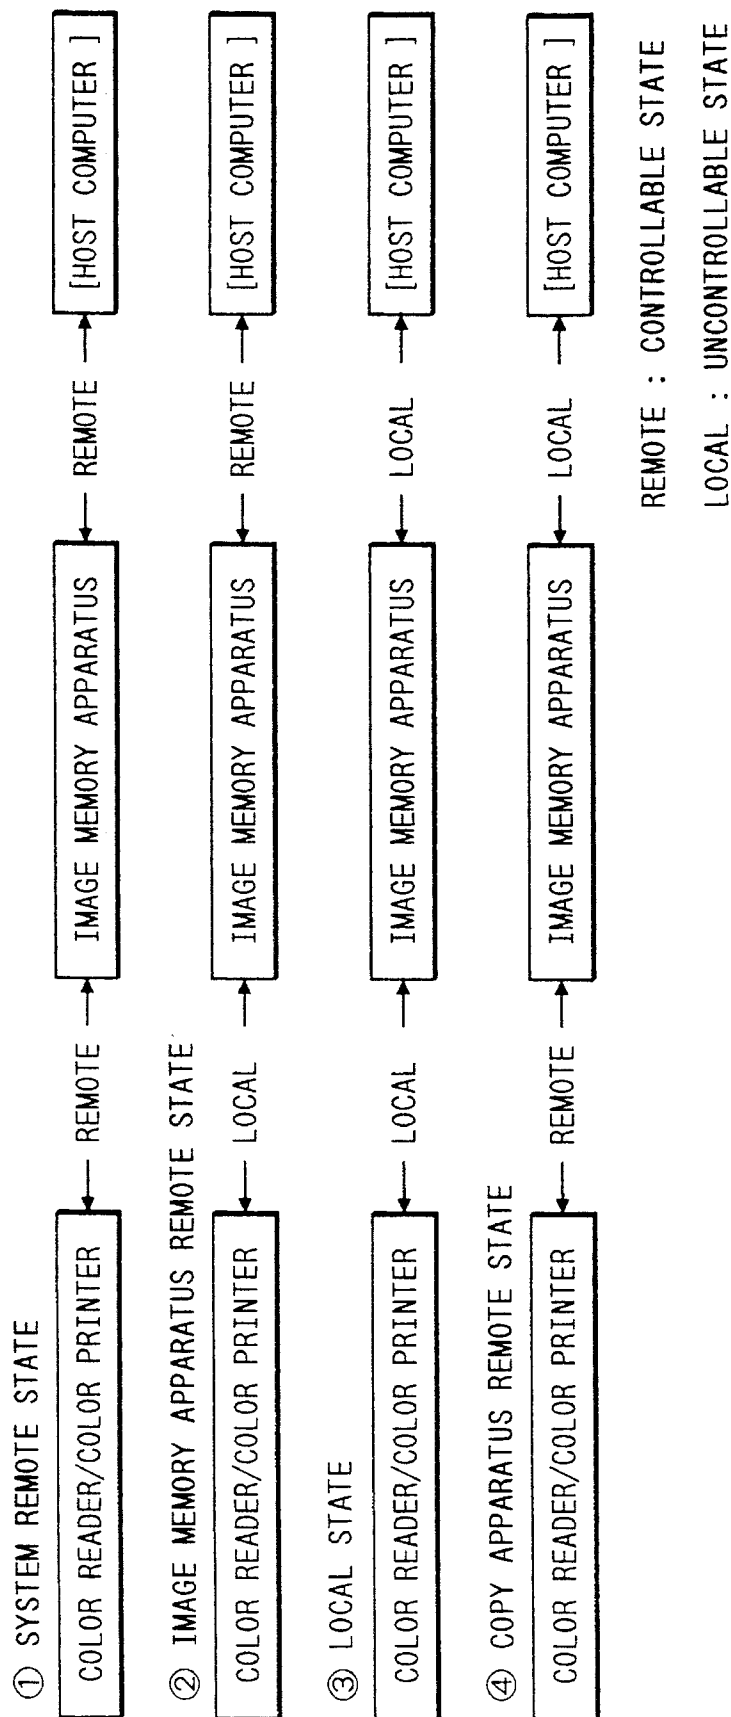 ① SYSTEM REMOTE STATE
COLOR READER/COLOR PRINTER REMOTE IMAGE MEMORY APPARATUS REMOTE [HOST COMPUTER ]
② IMAGE MEMORY APPARATUS REMOTE STATE
COLOR READER/COLOR PRINTER LOCAL IMAGE MEMORY APPARATUS REMOTE [HOST COMPUTER ]
③ LOCAL STATE
COLOR READER/COLOR PRINTER LOCAL IMAGE MEMORY APPARATUS LOCAL [HOST COMPUTER ]
④ COPY APPARATUS REMOTE STATE
COLOR READER/COLOR PRINTER REMOTE IMAGE MEMORY APPARATUS LOCAL [HOST COMPUTER ]
REMOTE : CONTROLLABLE STATE
LOCAL : UNCONTROLLABLE STATE